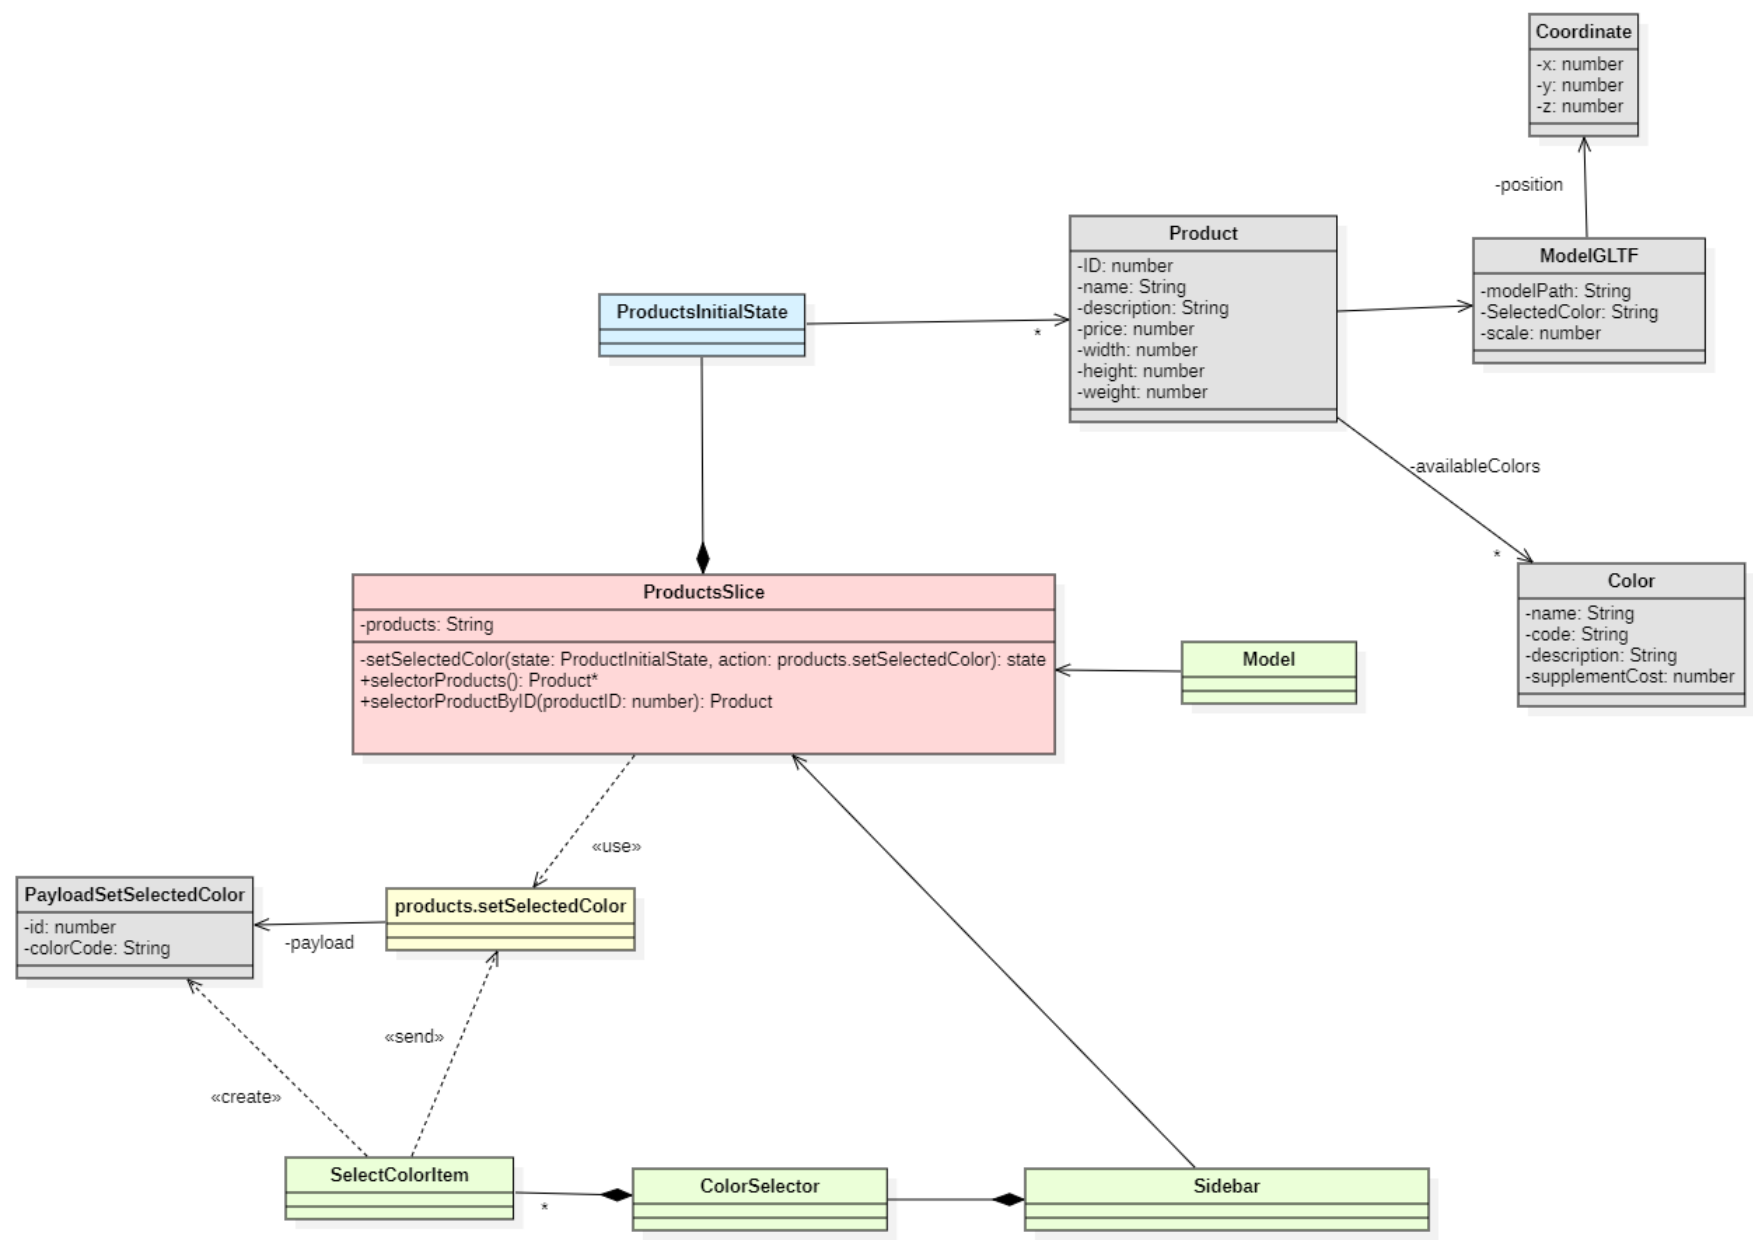 Coordinate
-x: number
-y: number
-z: number
-position
Product
-ID: number
-name: String
-description: String
-price: number
-width: number
-height: number
-weight: number
ModelGLTF
-modelPath: String
-SelectedColor: String
-scale: number
ProductsInitialState
*
-availableColors
*
Color
-name: String
-code: String
-description: String
-supplementCost: number
ProductsSlice
-products: String
-setSelectedColor(state: ProductInitialState, action: products.setSelectedColor): state
+selectorProducts(): Product*
+selectorProductByID(productID: number): Product
Model
«use»
PayloadSetSelectedColor
-id: number
-colorCode: String
products.setSelectedColor
-payload
«send»
«create»
SelectColorItem
*
ColorSelector
Sidebar